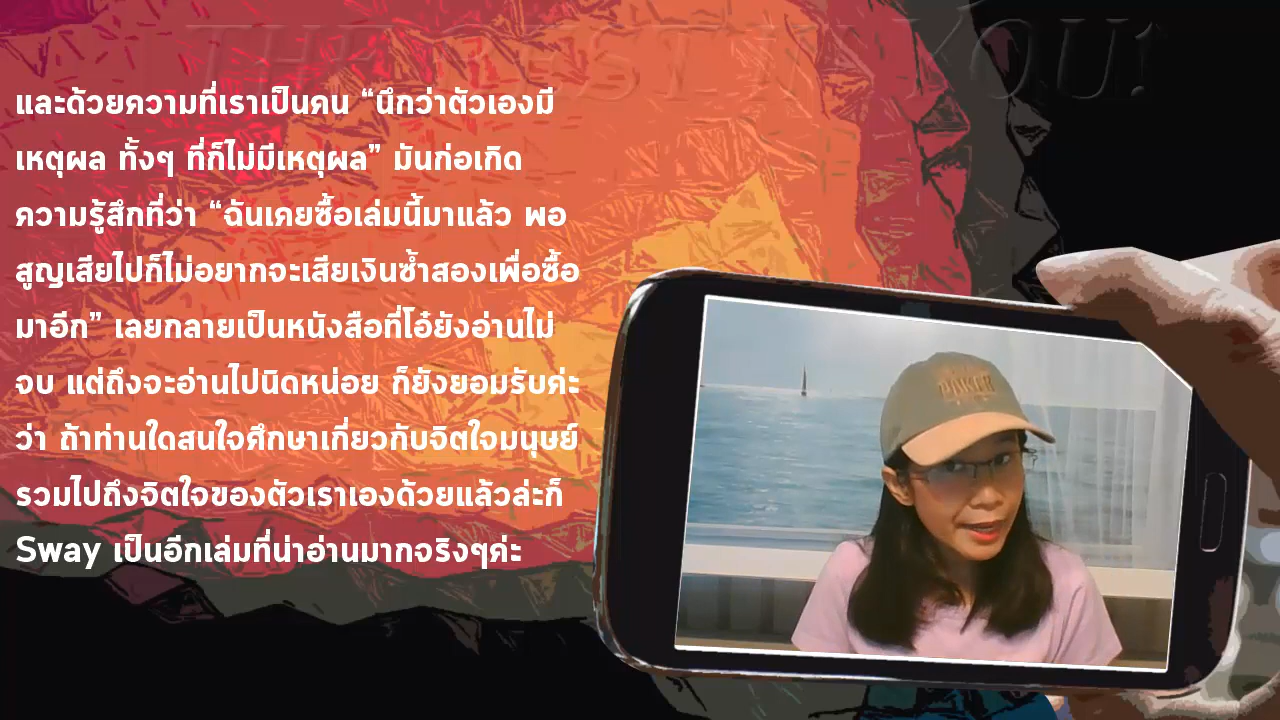 THE BEST IN YOU!
และด้วยความที่เราเป็นคน “นึกว่าตัวเองมี
เหตุผล ทั้งๆ ที่ก็ไม่มีเหตุผล” มันก่อเกิด
ความรู้สึกที่ว่า “ฉันเคยซื้อเล่มนี้มาแล้ว พอ
สูญเสียไปก็ไม่อยากจะเสียเงินซ้ำสองเพื่อซื้อ
มาอีก” เลยกลายเป็นหนังสือที่โอ๋ยังอ่านไม่
จบ แต่ถึงจะอ่านไปนิดหน่อย ก็ยังยอมรับค่ะ
ว่า ถ้าท่านใดสนใจศึกษาเกี่ยวกับจิตใจมนุษย์
รวมไปถึงจิตใจของตัวเราเองด้วยแล้วล่ะก็
Sway เป็นอีกเล่มที่น่าอ่านมากจริงๆค่ะ